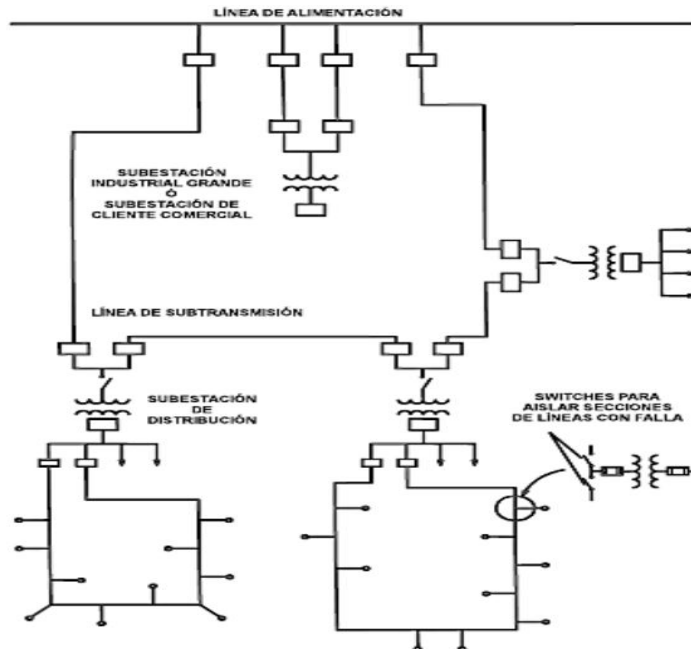 LÍNEA DE ALIMENTACIÓN
SUBESTACIÓN
INDUSTRIAL GRANDE
Ó
SUBESTACIÓN DE
CLIENTE COMERCIAL
LÍNEA DE SUBTRANSMISIÓN
SUBESTACIÓN
DE
DISTRIBUCIÓN
SWITCHES PARA
AISLAR SECCIONES
DE LÍNEAS CON FALLA